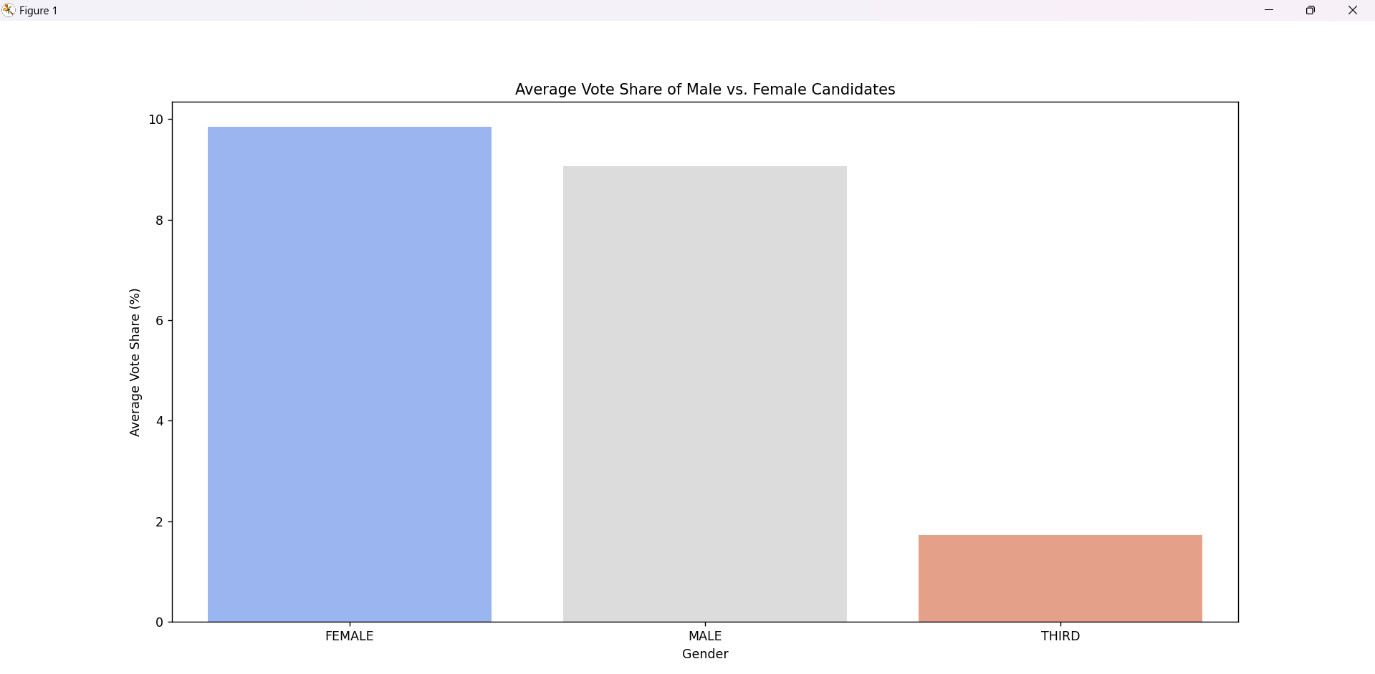 Figure 1
Average Vote Share of Male vs. Female Candidates
10
8
6
4
2
0
Average Vote Share (%)
FEMALE MALE THIRD
Gender